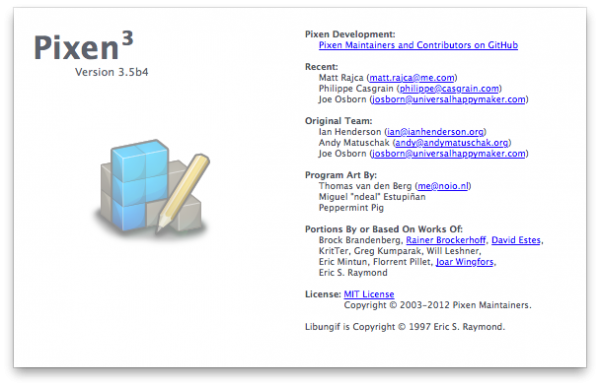 Pixen³
Version 3.5b4
Pixen Development:
Pixen Maintainers and Contributors on GitHub
Recent:
Matt Rajca (matt.rajca@me.com)
Philippe Casgrain (philippe@casgrain.com)
Joe Osborn (josborn@universalhappymaker.com)
Original Team:
Ian Henderson (ian@ianhenderson.org)
Andy Matuschak (andy@andymatuschak.org)
Joe Osborn (josborn@universalhappymaker.com)
Program Art By:
Thomas van den Berg (me@noio.nl)
Miguel "ndeal" Estupiñan
Peppermint Pig
Portions By or Based On Works Of:
Brock Brandenberg, Rainer Brockerhoff, David Estes,
KritTer, Greg Kumparak, Will Leshner,
Eric Mintun, Florrent Pillet, Joar Wingfors,
Eric S. Raymond
License: MIT License
Copyright © 2003-2012 Pixen Maintainers.
Libungif is Copyright © 1997 Eric S. Raymond.